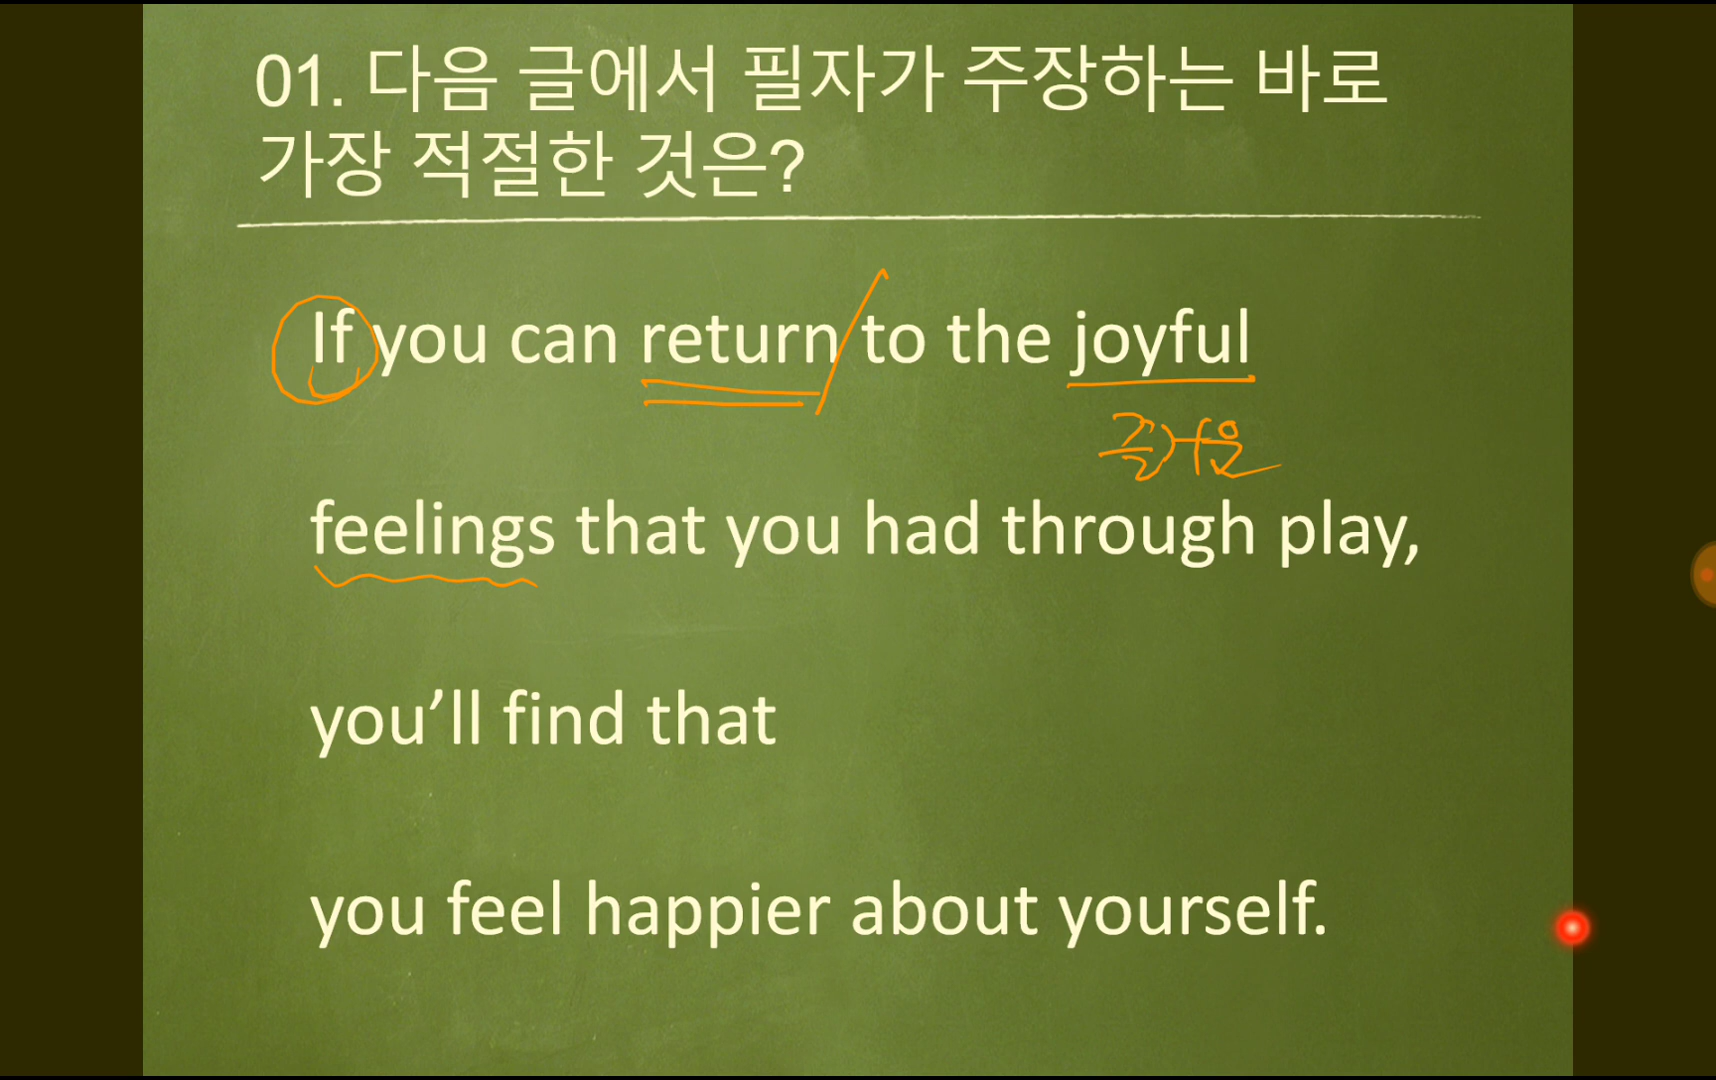 01. 다음 글에서 필자가 주장하는 바로
가장 적절한 것은?
If you can return to the joyful
즐거운
feelings that you had through play,
you’ll find that
you feel happier about yourself.